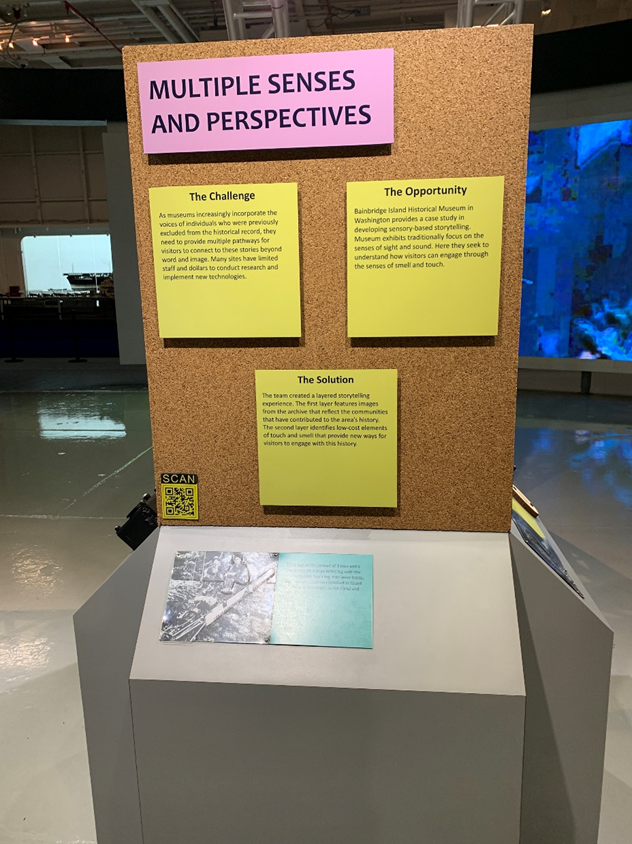 MULTIPLE SENSES
AND PERSPECTIVES
The Challenge
As museums increasingly incorporate the
voices of individuals who were previously
excluded from the historical record, they
need to provide multiple pathways for
visitors to connect to these stories beyond
word and image. Many sites have limited
staff and dollars to conduct research and
implement new technologies.
The Opportunity
Bainbridge Island Historical Museum in
Washington provides a case study in
developing sensory-based storytelling.
Museum exhibits traditionally focus on the
senses of sight and sound. Here they seek to
understand how visitors can engage through
the senses of smell and touch.
The Solution
The team created a layered storytelling
experience. The first layer features images
from the archive that reflect the communities
that have contributed to the area's history.
The second layer identifies low-cost elements
of touch and smell that provide new ways for
visitors to engage with this history.
SCAN